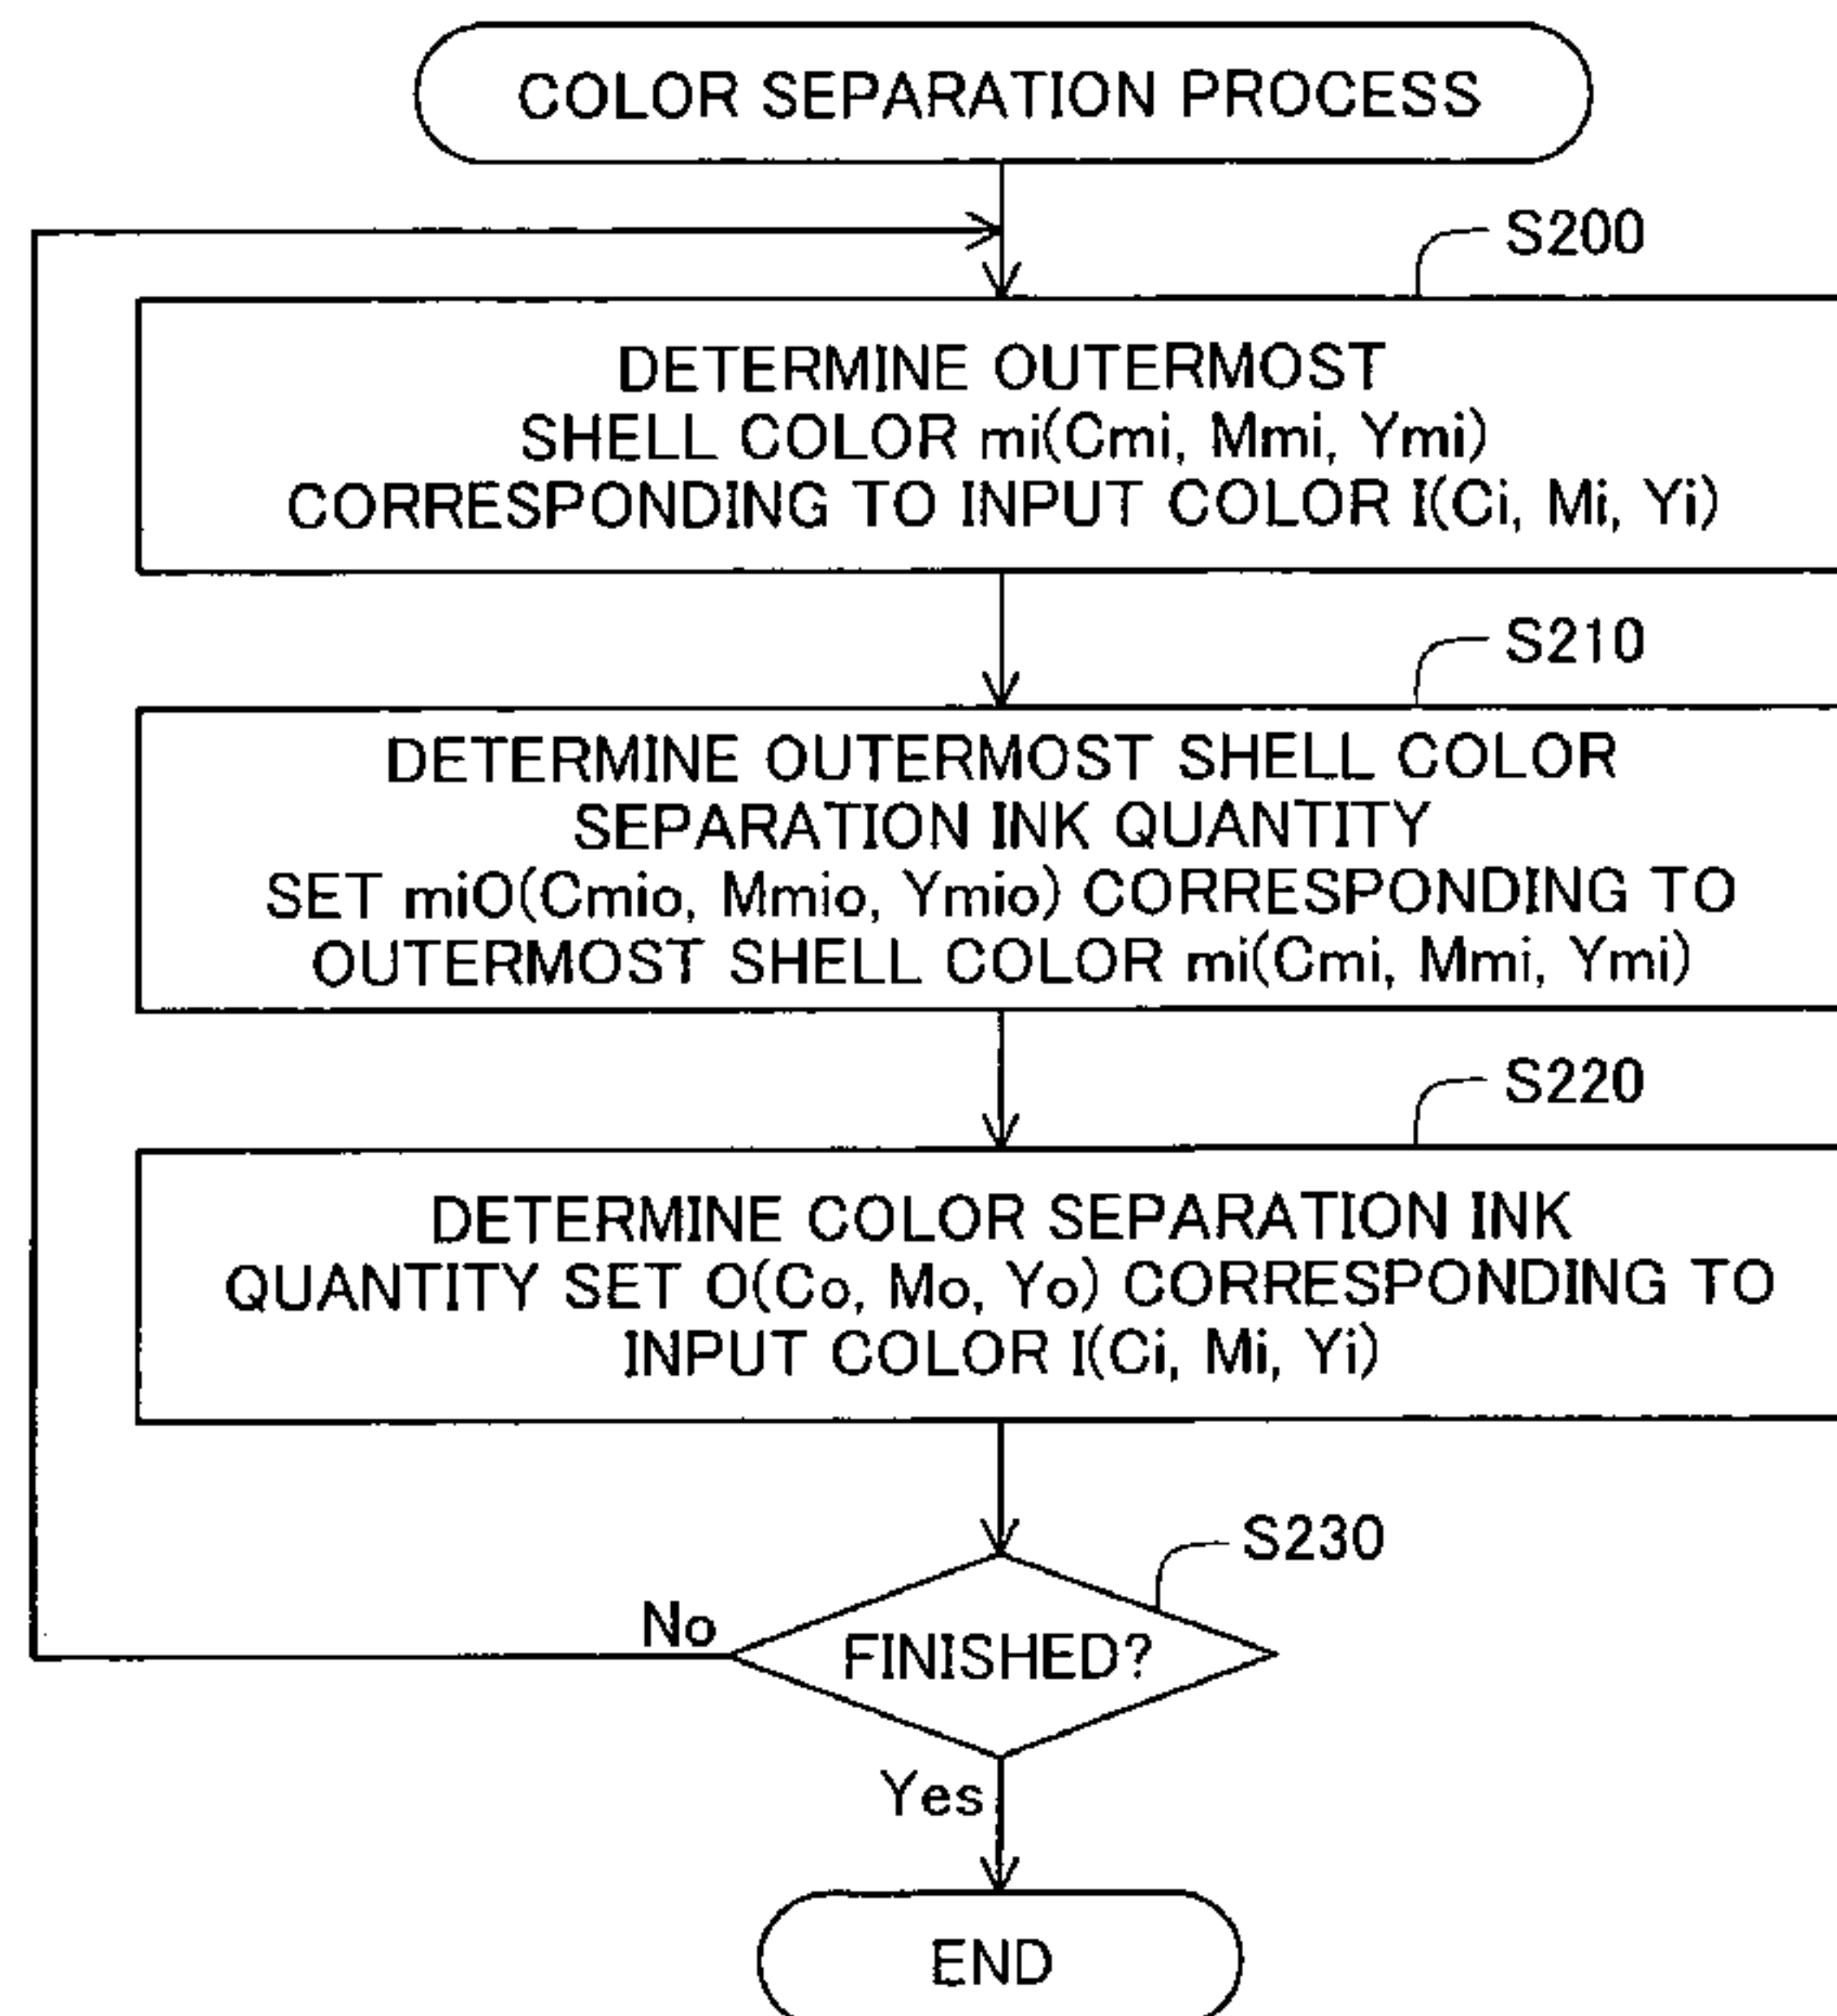 COLOR SEPARATION PROCESS
S200
DETERMINE OUTERMOST
SHELL COLOR mi(Cmi, Mmi, Ymi)
CORRESPONDING TO INPUT COLOR I(Ci, Mi, Yi)
S210
DETERMINE OUTERMOST SHELL COLOR
SEPARATION INK QUANTITY
SET miO(Cmio, Mmio, Ymio) CORRESPONDING TO
OUTERMOST SHELL COLOR mi(Cmi, Mmi, Ymi)
S220
DETERMINE COLOR SEPARATION INK
QUANTITY SET O(Co, Mo, Yo) CORRESPONDING TO
INPUT COLOR I(Ci, Mi, Yi)
S230
No
FINISHED?
Yes
END